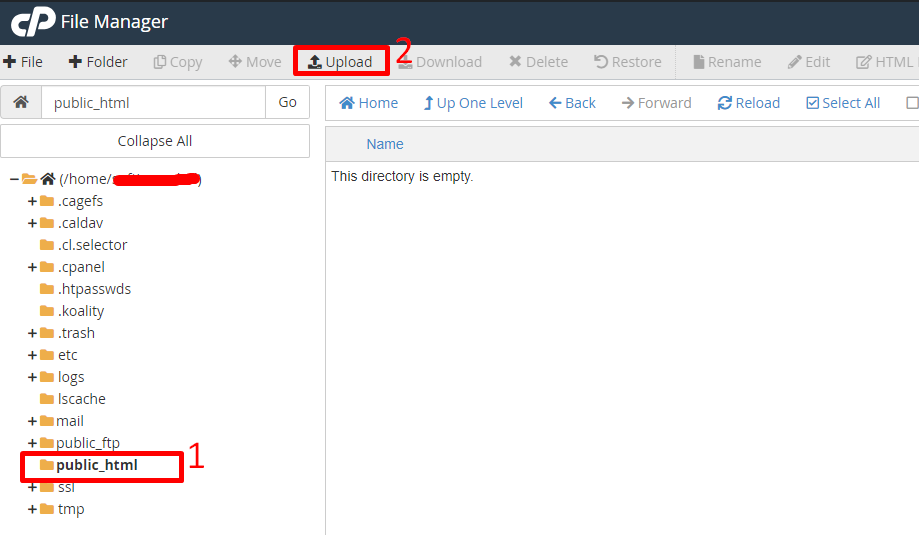 cP File Manager
File Folder Copy Move Upload 2 Download Delete Restore Rename Edit HTML
public_html Go Home Up One Level Back Forward Reload Select All
Collapse All
Name
This directory is empty.
(/home/
.cagefs
.caldav
.cl.selector
.cpanel
.htpasswds
.koality
.trash
etc
logs
lscache
mail
public_ftp
public_html 1
ssl
tmp